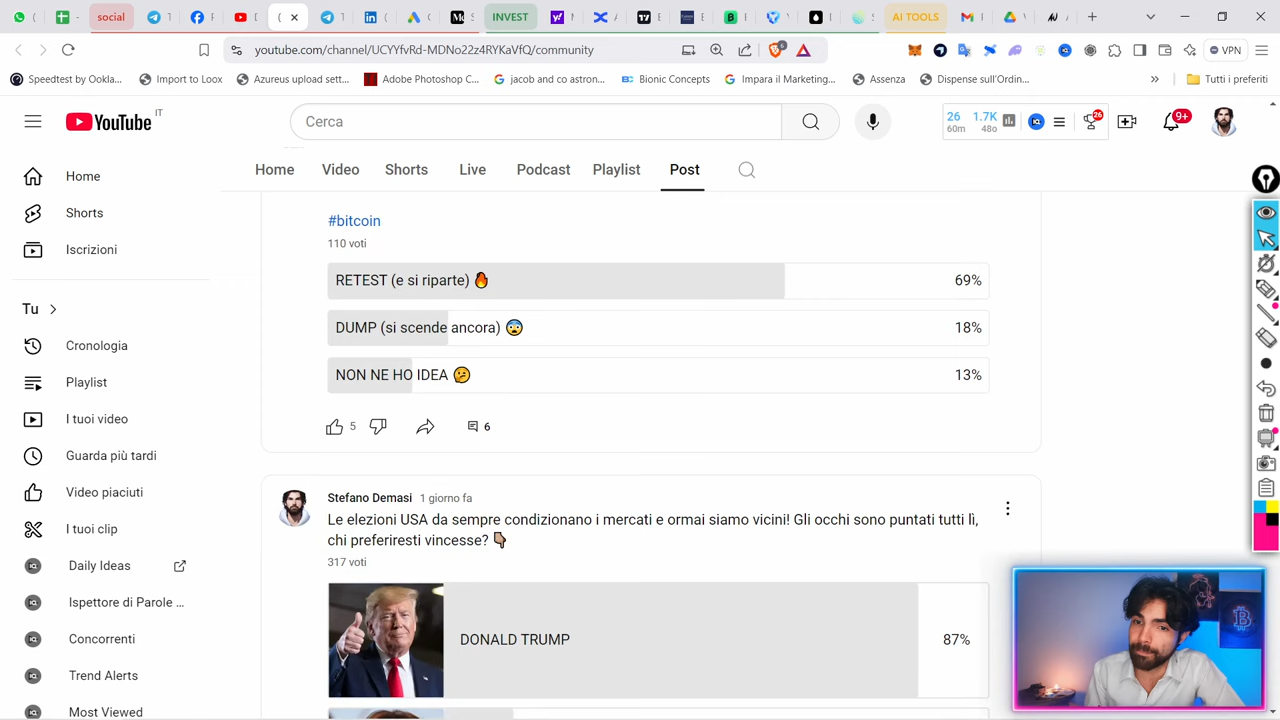 social
INVEST
AI TOOLS
youtube.com/channel/UCYYfvRd-MDNo22z4RYKaVfQ/community
VPN
Speedtest by Ookla...
Import to Loox
Azureus upload sett...
Adobe Photoshop C...
jacob and co astron...
Bionic Concepts
Impara il Marketing...
Assenza
Dispense sull'Ordin...
»
Tutti i preferiti
YouTube IT
Cerca
26 60m
1.7K 48o
26
9+
Home
Video
Shorts
Live
Podcast
Playlist
Post
Home
Shorts
Iscrizioni
Tu
Cronologia
Playlist
I tuoi video
Guarda più tardi
Video piaciuti
I tuoi clip
Daily Ideas
Ispettore di Parole ...
Concorrenti
Trend Alerts
Most Viewed
#bitcoin
110 voti
RETEST (e si riparte) 🔥 69%
DUMP (si scende ancora) 😨 18%
NON NE HO IDEA 🤔 13%
5
6
Stefano Demasi 1 giorno fa
Le elezioni USA da sempre condizionano i mercati e ormai siamo vicini! Gli occhi sono puntati tutti lì,
chi preferiresti vincesse? 👇🏽
317 voti
DONALD TRUMP 87%